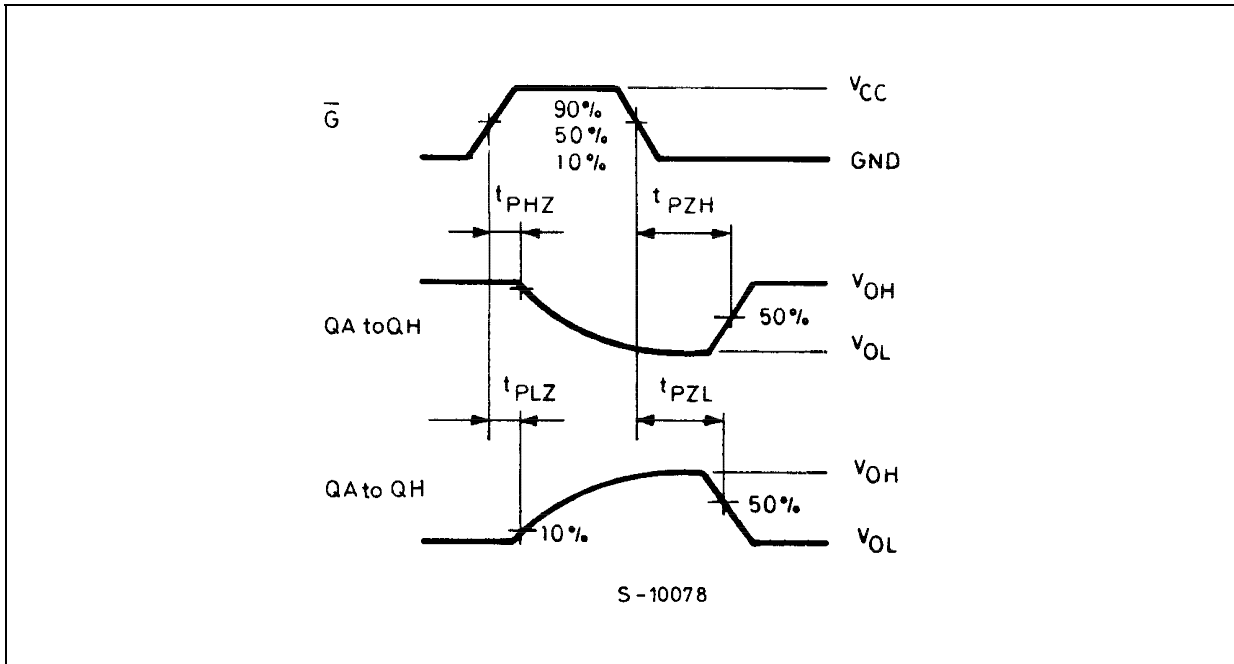 VCC
G̅
90%
50%
10%
GND
tPHZ
tPZH
VOH
50%
QA toQH
VOL
tPLZ
tPZL
VOH
QA to QH
50%
10%
VOL
S-10078